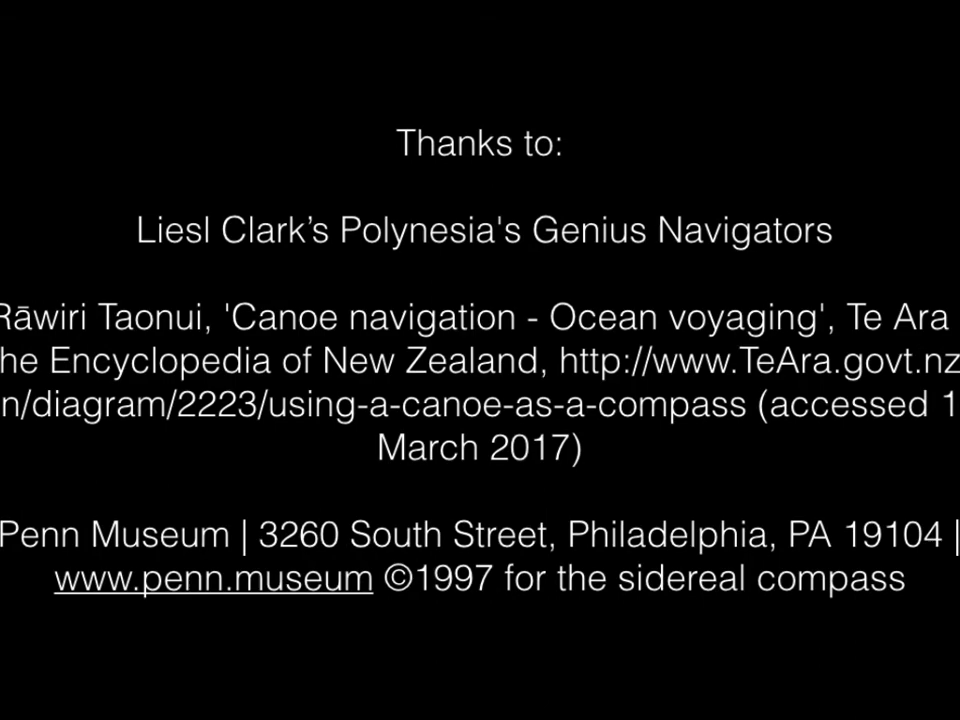 Thanks to:
Liesl Clark’s Polynesia's Genius Navigators
Rāwiri Taonui, 'Canoe navigation - Ocean voyaging', Te Ara
he Encyclopedia of New Zealand, http://www.TeAra.govt.nz
n/diagram/2223/using-a-canoe-as-a-compass (accessed 1
March 2017)
Penn Museum | 3260 South Street, Philadelphia, PA 19104 |
www.penn.museum ©1997 for the sidereal compass